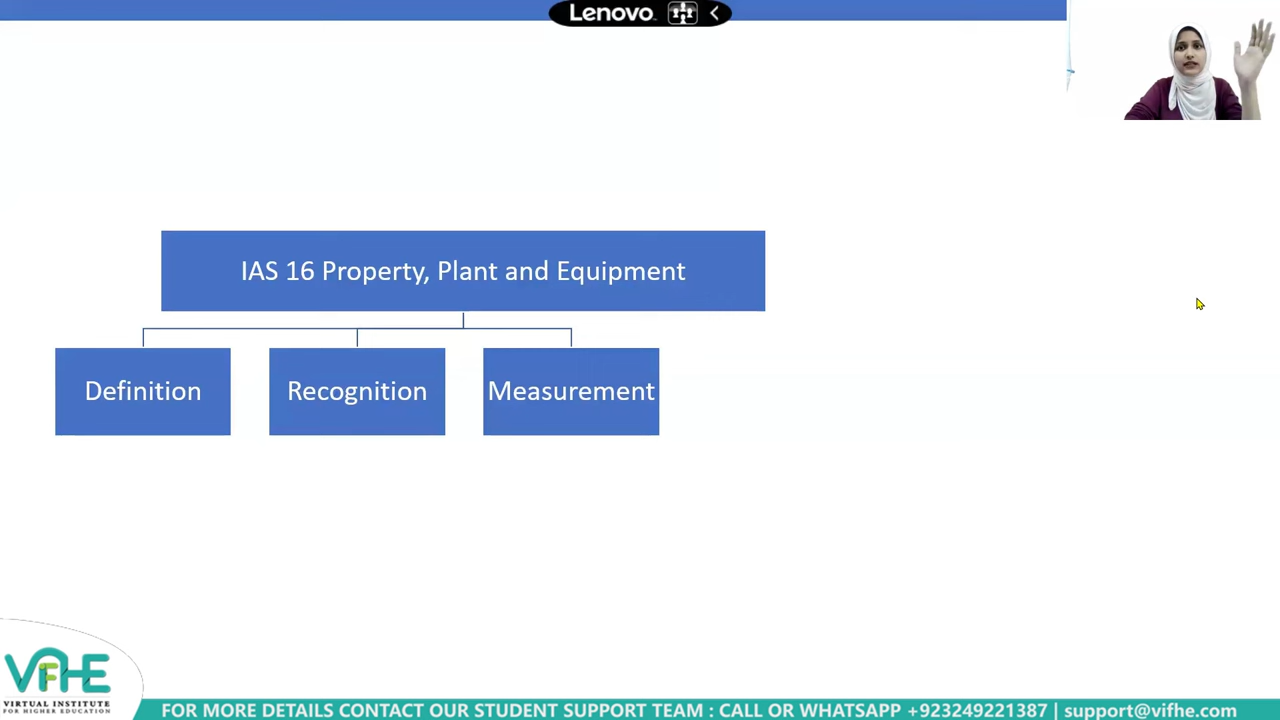 Lenovo
IAS 16 Property, Plant and Equipment
Definition
Recognition
Measurement
VFHE
VIRTUAL INSTITUTE
FOR HIGHER EDUCATION
FOR MORE DETAILS CONTACT OUR STUDENT SUPPORT TEAM : CALL OR WHATSAPP +923249221387 | support@vifhe.com